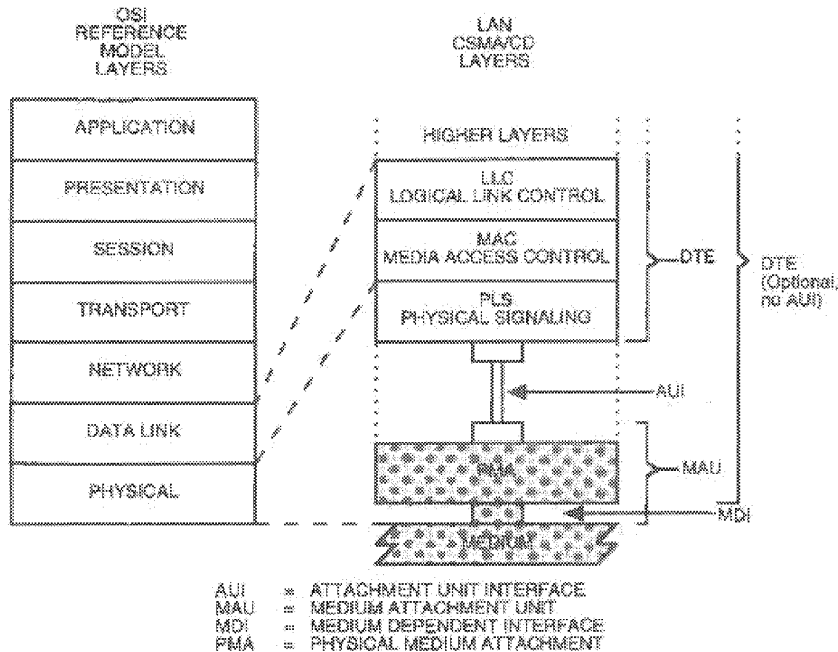 OSI
REFERENCE
MODEL
LAYERS
LAN
CSMA/CD
LAYERS
APPLICATION
PRESENTATION
SESSION
TRANSPORT
NETWORK
DATA LINK
PHYSICAL
HIGHER LAYERS
LLC
LOGICAL LINK CONTROL
MAC
MEDIA ACCESS CONTROL
PLS
PHYSICAL SIGNALING
DTE
DTE
(Optional,
no AUI)
AUI
PMA
MAU
MDI
MEDIUM
AUI = ATTACHMENT UNIT INTERFACE
MAU = MEDIUM ATTACHMENT UNIT
MDI = MEDIUM DEPENDENT INTERFACE
PMA = PHYSICAL MEDIUM ATTACHMENT